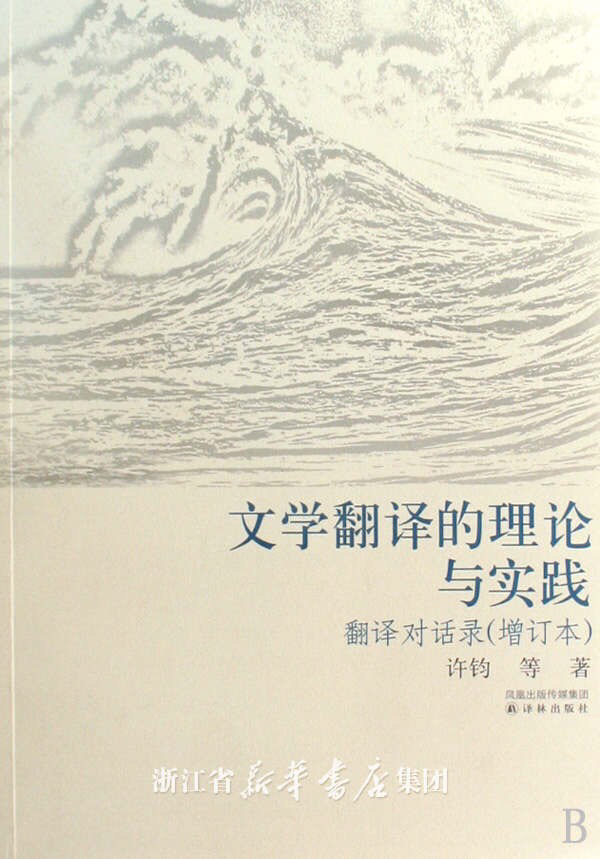 文学翻译的理论
与实践
翻译对话录(增订本)
许钧 等 著
凤凰出版传媒集团
译林出版社
浙江省新华书店集团
B